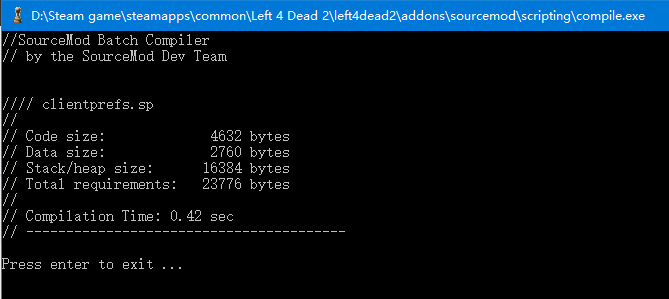 D:\Steam game\steamapps\common\Left 4 Dead 2\left4dead2\addons\sourcemod\scripting\compile.exe
//SourceMod Batch Compiler
// by the SourceMod Dev Team
//// clientprefs.sp
//
// Code size: 4632 bytes
// Data size: 2760 bytes
// Stack/heap size: 16384 bytes
// Total requirements: 23776 bytes
//
// Compilation Time: 0.42 sec
// ----------------------------------------
Press enter to exit ...